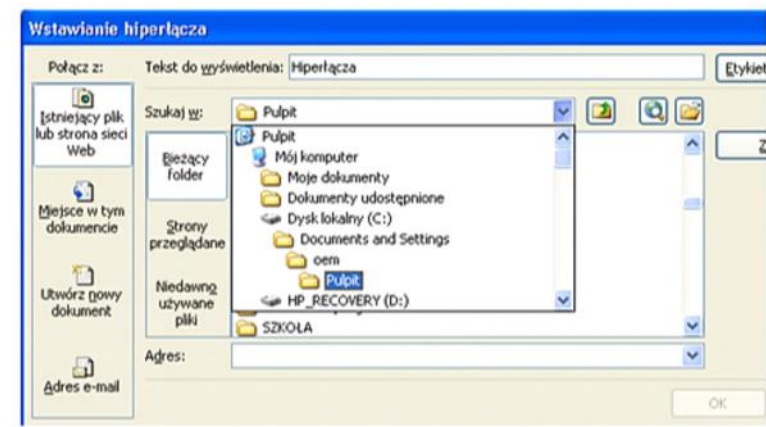 Wstawianie hiperłącza
Połącz z:
Tekst do wyświetlenia: Hiperłącza
Istniejący plik
lub strona sieci
Web
Miejsce w tym
dokumencie
Utwórz nowy
dokument
Adres e-mail
Szukaj w:
Pulpit
Bieżący
folder
Strony
przeglądane
Niedawno
używane
pliki
Pulpit
Mój komputer
Moje dokumenty
Dokumenty udostępnione
Dysk lokalny (C:)
Documents and Settings
oem
Pulpit
HP_RECOVERY (D:)
SZKOŁA
Adres:
OK